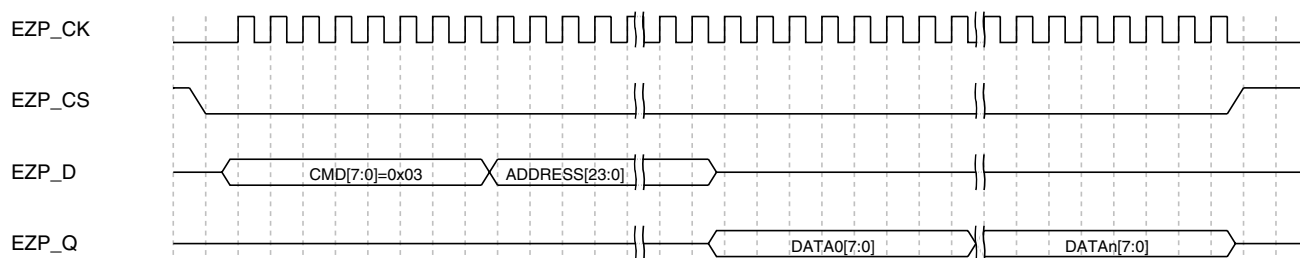 EZP_CK
EZP_CS
EZP_D CMD[7:0]=0x03 ADDRESS[23:0]
EZP_Q DATA0[7:0] DATAn[7:0]